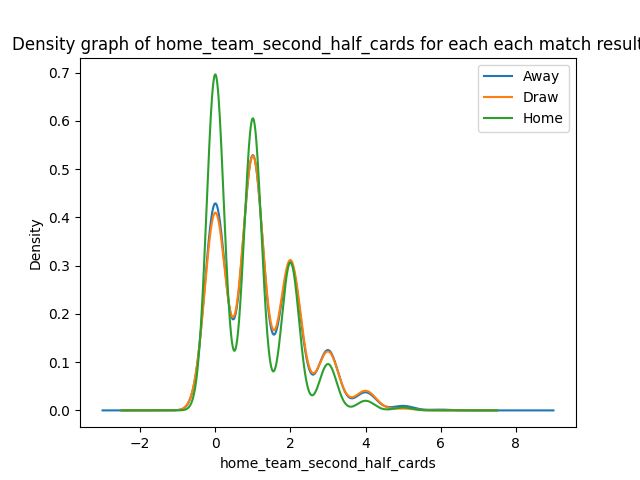 Density graph of home_team_second_half_cards for each each match result
Away
Draw
Home
Density
0.7
0.6
0.5
0.4
0.3
0.2
0.1
0.0
−2 0 2 4 6 8
home_team_second_half_cards